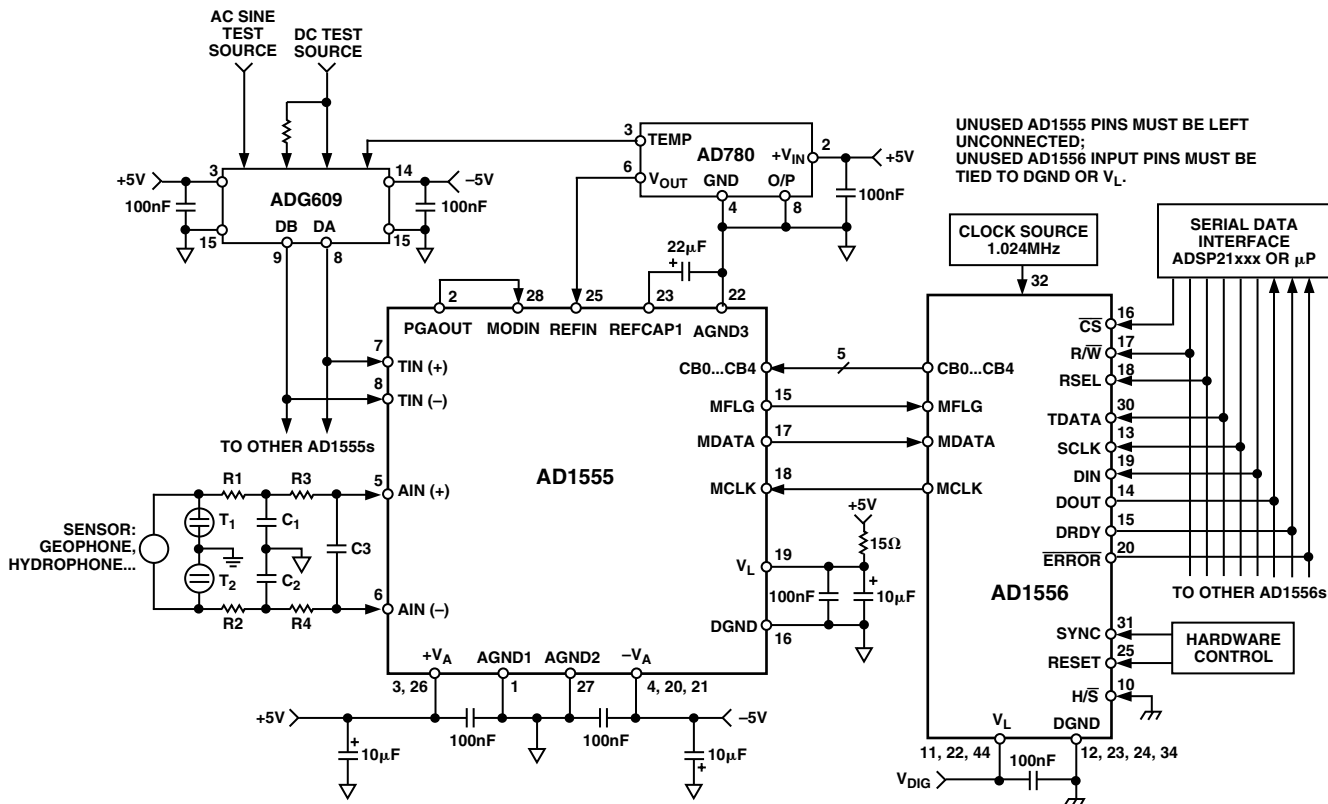 AC SINE
TEST
SOURCE
DC TEST
SOURCE
3
TEMP
6
V_OUT
AD780
+V_IN
2
+5V
GND
O/P
4
8
100nF
UNUSED AD1555 PINS MUST BE LEFT
UNCONNECTED;
UNUSED AD1556 INPUT PINS MUST BE
TIED TO DGND OR V_L.
+5V
3
14
–5V
100nF
ADG609
100nF
15
DB
DA
15
9
8
22µF
+
CLOCK SOURCE
1.024MHz
32
SERIAL DATA
INTERFACE
ADSP21xxx OR µP
2
28
25
23
22
PGAOUT
MODIN
REFIN
REFCAP1
AGND3
7
TIN (+)
8
TIN (–)
TO OTHER AD1555s
AD1555
CB0...CB4
5
CB0...CB4
MFLG
15
MFLG
MDATA
17
MDATA
MCLK
18
MCLK
16
CS
17
R/W
18
RSEL
30
TDATA
13
SCLK
19
DIN
14
DOUT
15
DRDY
20
ERROR
TO OTHER AD1556s
AD1556
SENSOR:
GEOPHONE,
HYDROPHONE...
R1
R3
5
AIN (+)
T1
C1
C3
T2
C2
R2
R4
6
AIN (–)
+5V
15Ω
V_L
19
100nF
+
10µF
DGND
16
31
SYNC
25
RESET
HARDWARE
CONTROL
10
H/S
+V_A
AGND1
AGND2
–V_A
3, 26
1
27
4, 20, 21
+5V
–5V
+
10µF
100nF
100nF
10µF
+
V_L
DGND
11, 22, 44
12, 23, 24, 34
100nF
V_DIG